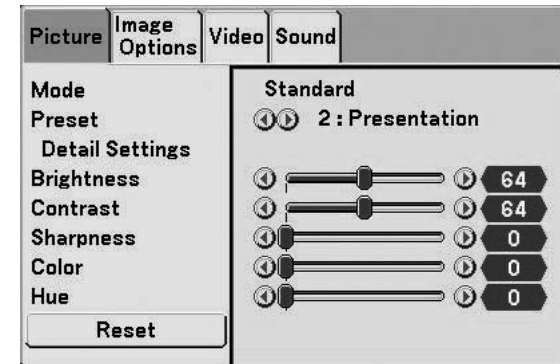 Picture Image Options Video Sound
Mode Standard
Preset 2 : Presentation
Detail Settings
Brightness 64
Contrast 64
Sharpness 0
Color 0
Hue 0
Reset